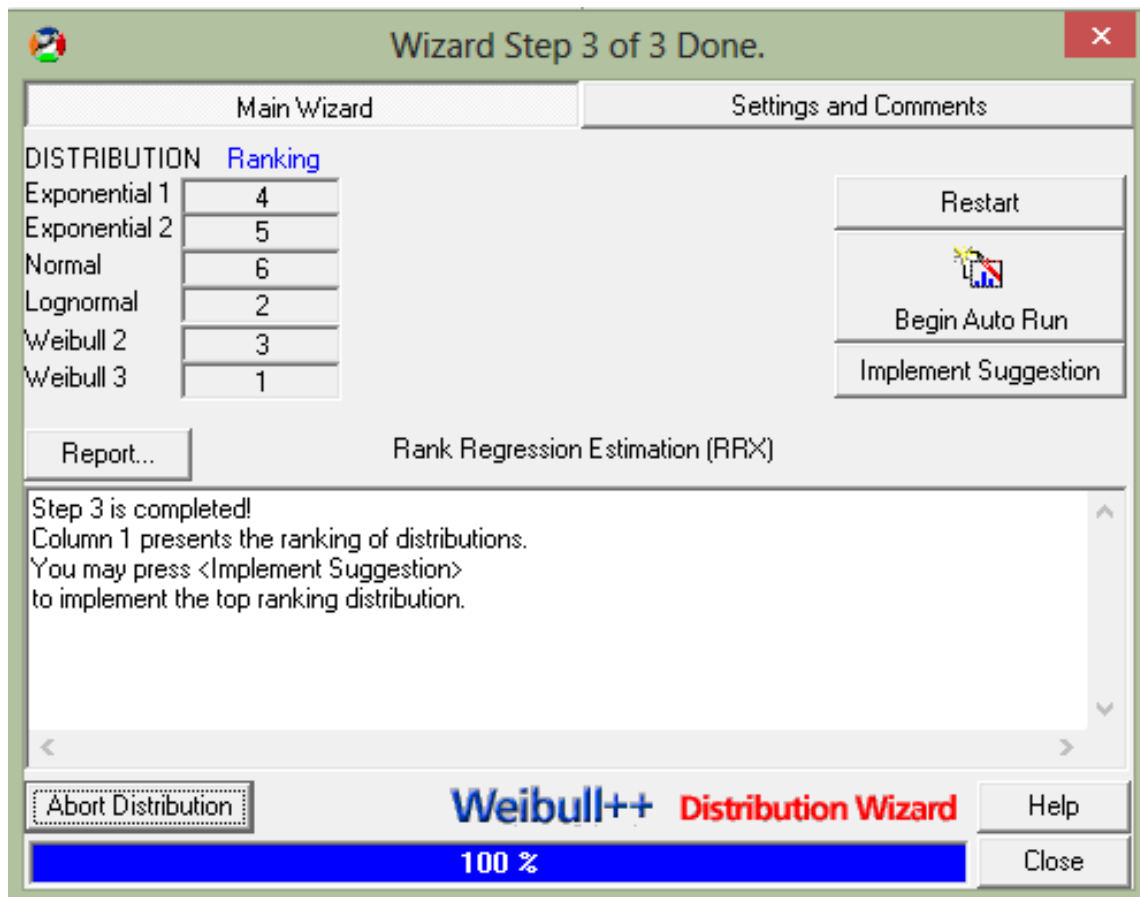 Wizard Step 3 of 3 Done.
Main Wizard
Settings and Comments
DISTRIBUTION Ranking
Exponential 1 4
Exponential 2 5
Normal 6
Lognormal 2
Weibull 2 3
Weibull 3 1
Restart
Begin Auto Run
Implement Suggestion
Report...
Rank Regression Estimation (RRX)
Step 3 is completed!
Column 1 presents the ranking of distributions.
You may press <Implement Suggestion>
to implement the top ranking distribution.
Abort Distribution
Weibull++ Distribution Wizard
Help
100 %
Close